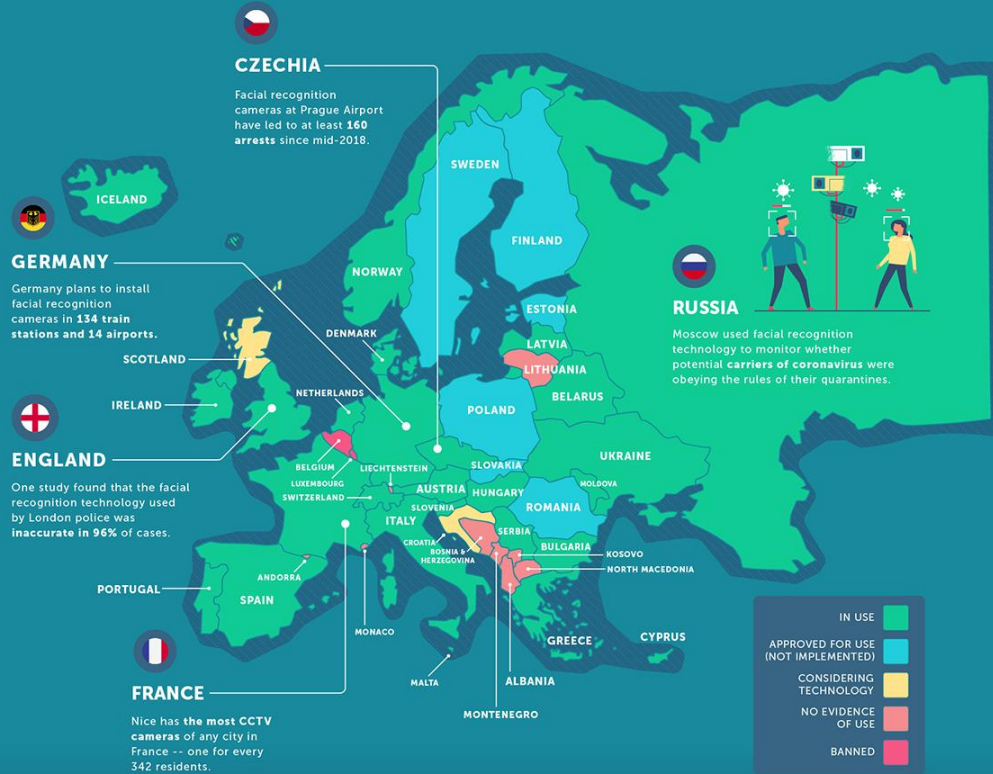 CZECHIA
Facial recognition
cameras at Prague Airport
have led to at least 160
arrests since mid-2018.
ICELAND
GERMANY
Germany plans to install
facial recognition
cameras in 134 train
stations and 14 airports.
SCOTLAND
IRELAND
ENGLAND
One study found that the facial
recognition technology used
by London police was
inaccurate in 96% of cases.
SWEDEN
FINLAND
NORWAY
DENMARK
ESTONIA
LATVIA
LITHUANIA
BELARUS
NETHERLANDS
POLAND
RUSSIA
Moscow used facial recognition
technology to monitor whether
potential carriers of coronavirus were
obeying the rules of their quarantines.
BELGIUM
LUXEMBOURG
LIECHTENSTEIN
SWITZERLAND
SLOVAKIA
UKRAINE
AUSTRIA
HUNGARY
MOLDOVA
SLOVENIA
ROMANIA
ITALY
CROATIA
BOSNIA &
HERZEGOVINA
SERBIA
BULGARIA
KOSOVO
NORTH MACEDONIA
ANDORRA
PORTUGAL
SPAIN
MONACO
MALTA
GREECE
CYPRUS
ALBANIA
MONTENEGRO
FRANCE
Nice has the most CCTV
cameras of any city in
France -- one for every
342 residents.
IN USE
APPROVED FOR USE
(NOT IMPLEMENTED)
CONSIDERING
TECHNOLOGY
NO EVIDENCE
OF USE
BANNED